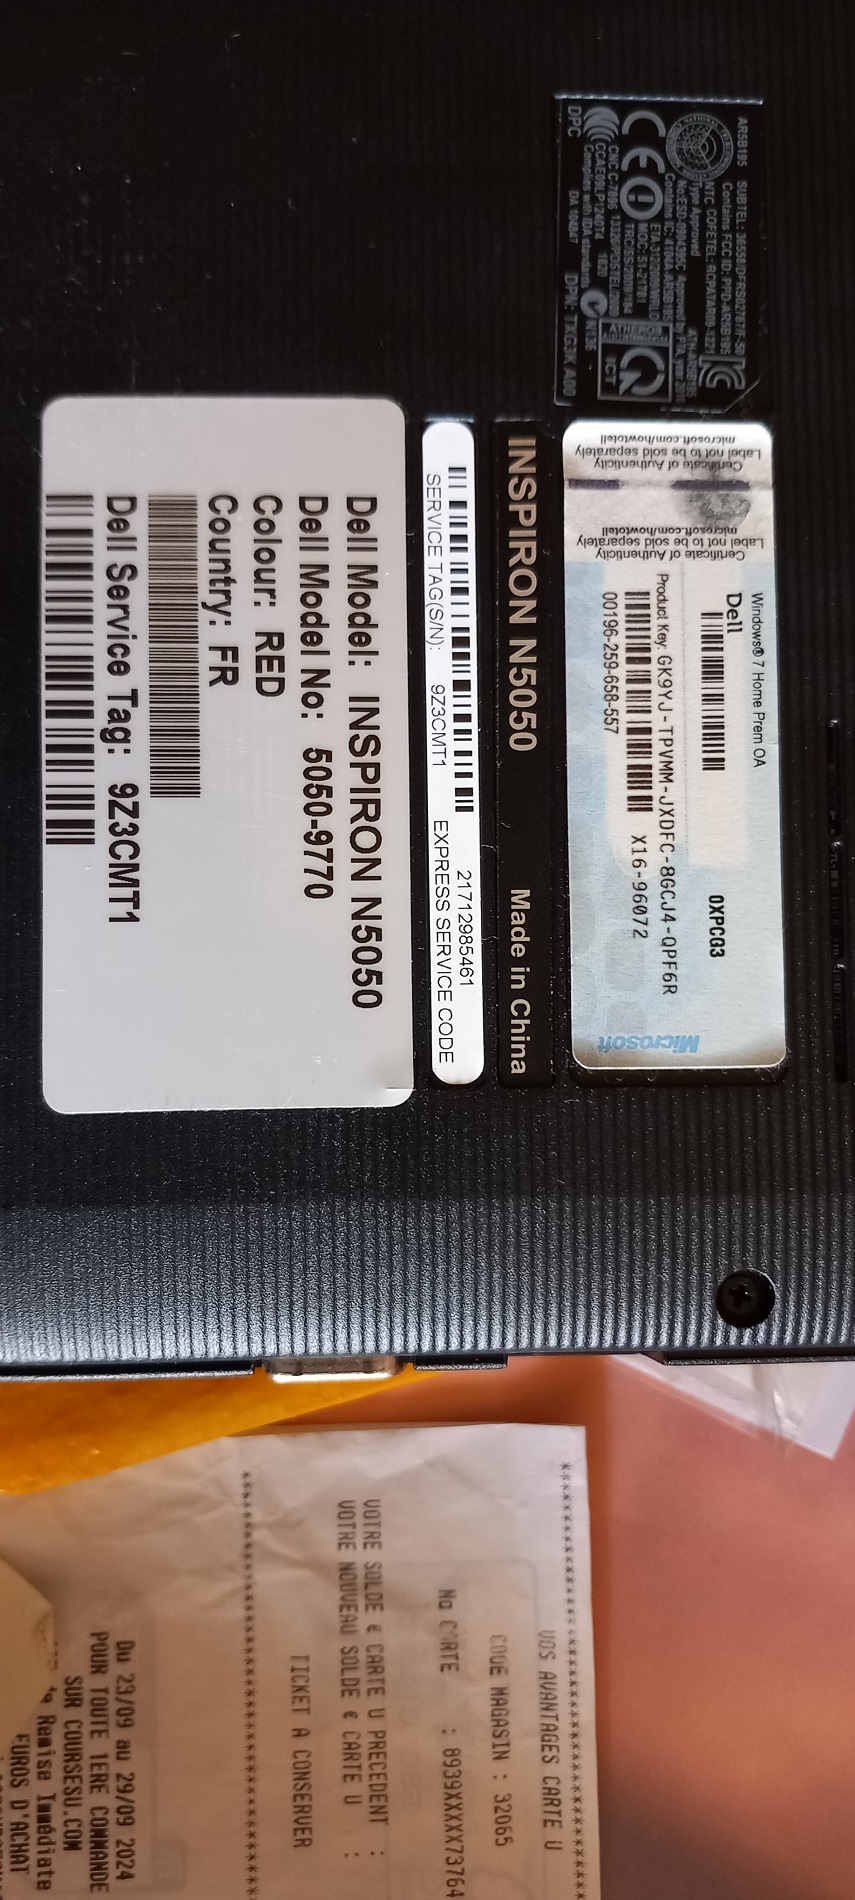 AR5B195
DPC
INSPIRON N5050
Made in China
Windows® 7 Home Prem OA
Dell
0XPCG3
Product Key: GK9YJ-TPVMM-JXDFC-8GCJ4-QPF6R
X16-96072
00196-259-658-557
Microsoft
Certificate of Authenticity
Label not to be sold separately
microsoft.com/howtotell
Certificate of Authenticity
Label not to be sold separately
microsoft.com/howtotell
SERVICE TAG(S/N): 9Z3CMT1
21712985461
EXPRESS SERVICE CODE
Dell Model: INSPIRON N5050
Dell Model No: 5050-9770
Colour: RED
Country: FR
Dell Service Tag: 9Z3CMT1
VOS AVANTAGES CARTE U
CODE MAGASIN : 32065
No CARTE : 8939XXXXX73764
VOTRE SOLDE € CARTE U PRECEDENT :
VOTRE NOUVEAU SOLDE € CARTE U :
TICKET A CONSERVER
Du 23/09 au 29/09 2024
POUR TOUTE 1ERE COMMANDE
SUR COURSESU.COM
de Remise Immédiate
EUROS D'ACHAT